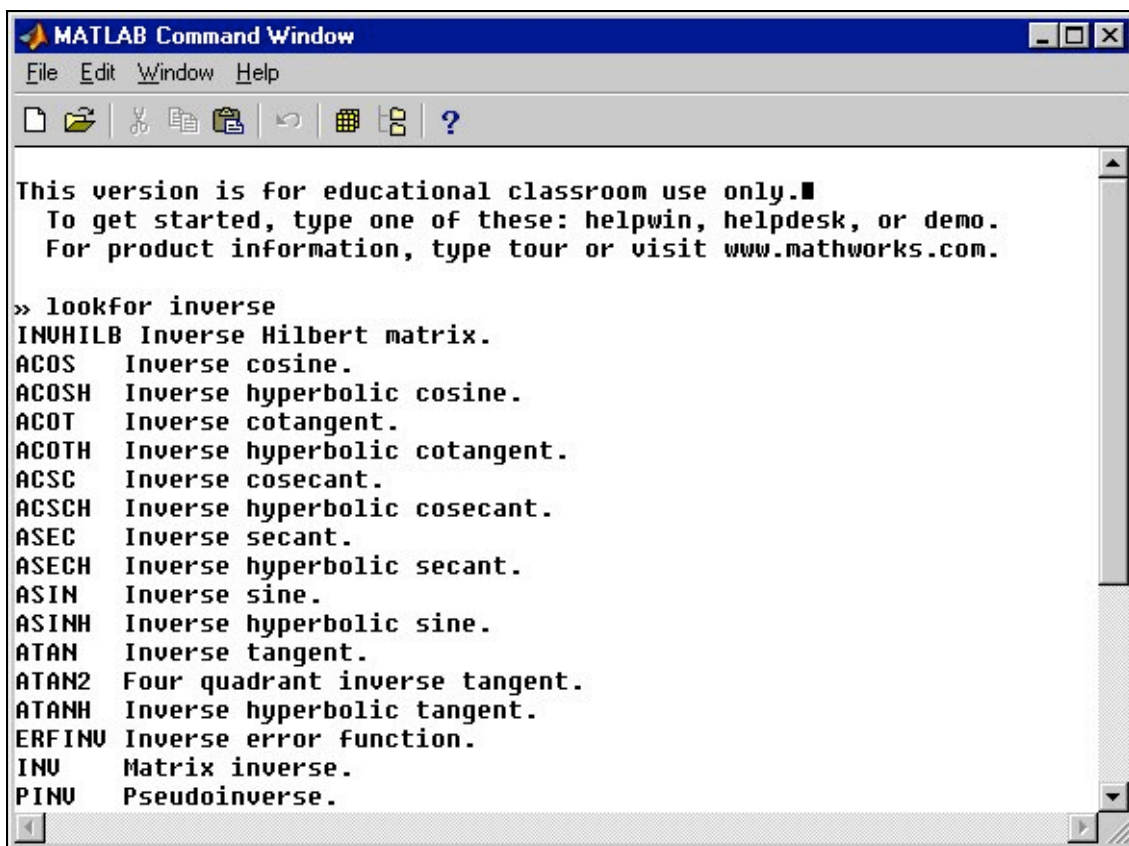 MATLAB Command Window
File Edit Window Help
?
This version is for educational classroom use only.
To get started, type one of these: helpwin, helpdesk, or demo.
For product information, type tour or visit www.mathworks.com.
» lookfor inverse
INVHILB Inverse Hilbert matrix.
ACOS Inverse cosine.
ACOSH Inverse hyperbolic cosine.
ACOT Inverse cotangent.
ACOTH Inverse hyperbolic cotangent.
ACSC Inverse cosecant.
ACSCH Inverse hyperbolic cosecant.
ASEC Inverse secant.
ASECH Inverse hyperbolic secant.
ASIN Inverse sine.
ASINH Inverse hyperbolic sine.
ATAN Inverse tangent.
ATAN2 Four quadrant inverse tangent.
ATANH Inverse hyperbolic tangent.
ERFINV Inverse error function.
INV Matrix inverse.
PINV Pseudoinverse.